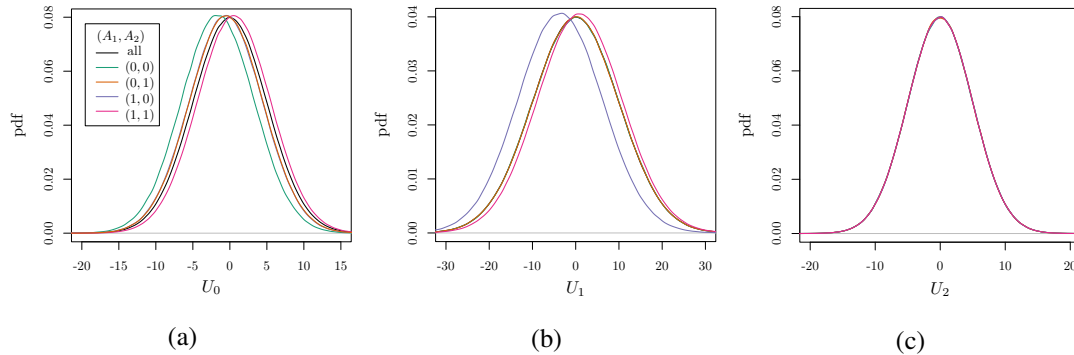 (A₁, A₂)
all
(0, 0)
(0, 1)
(1, 0)
(1, 1)
pdf
0.08
0.06
0.04
0.02
0.00
-20 -15 -10 -5 0 5 10 15
U₀
(a)
pdf
0.04
0.03
0.02
0.01
0.00
-30 -20 -10 0 10 20 30
U₁
(b)
pdf
0.08
0.06
0.04
0.02
0.00
-20 -10 0 10 20
U₂
(c)